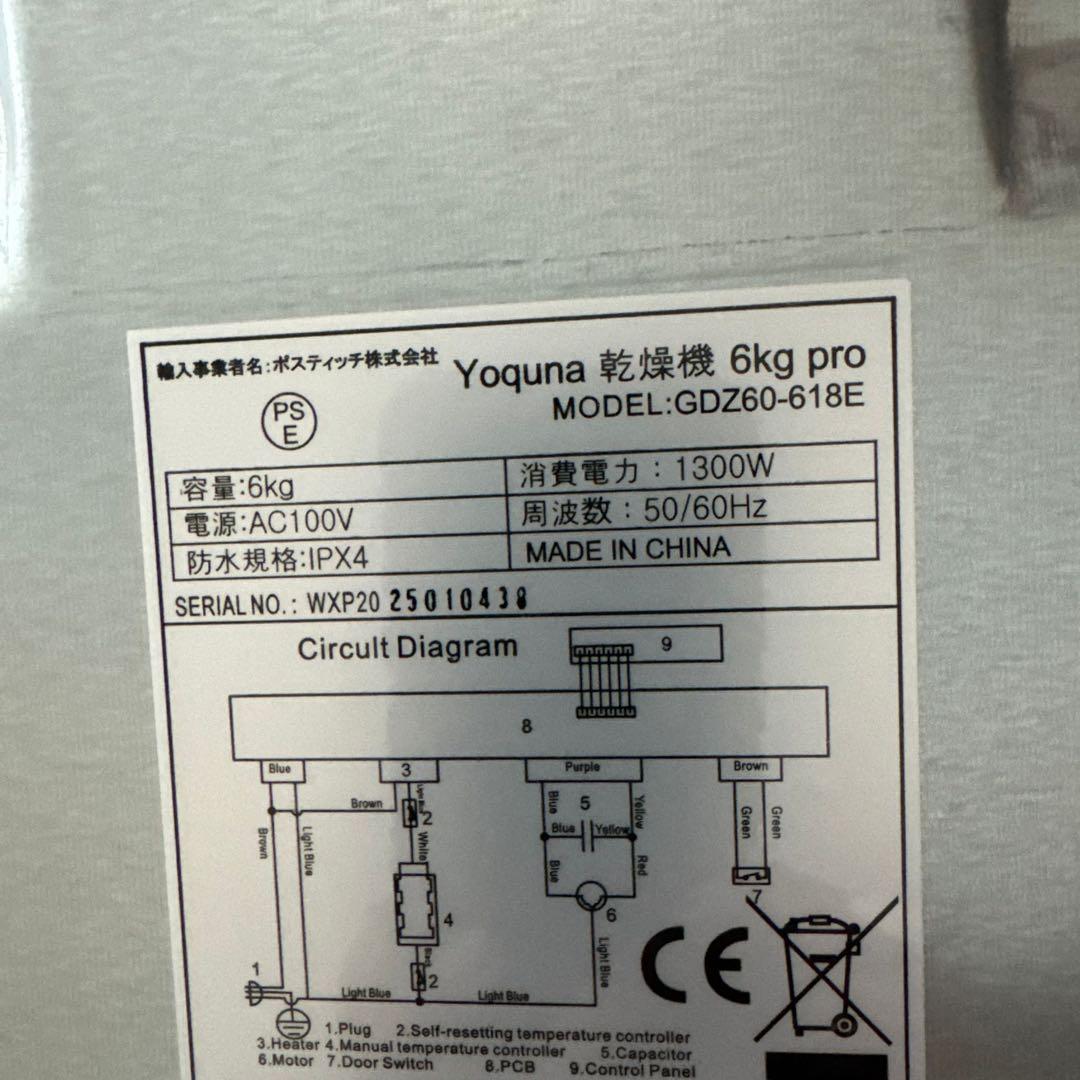 輸入事業者名:ポスティッチ株式会社
Yoquna 乾燥機 6kg pro
PS
E
MODEL:GDZ60-618E
容量:6kg
消費電力：1300W
電源:AC100V
周波数：50/60Hz
防水規格:IPX4
MADE IN CHINA
SERIAL NO.: WXP20 25010438
Circuit Diagram
9
8
Blue
3
Purple
Brown
Brown
Light Blue
2
Blue
5
Yellow
Green
Green
Brown
Light Blue
White
Blue
Yellow
Blue
Red
7
4
6
Black
2
Light Blue
1
Light Blue
Light Blue
CE
1.Plug 2.Self-resetting temperature controller
3.Heater 4.Manual temperature controller 5.Capacitor
6.Motor 7.Door Switch 8.PCB 9.Control Panel